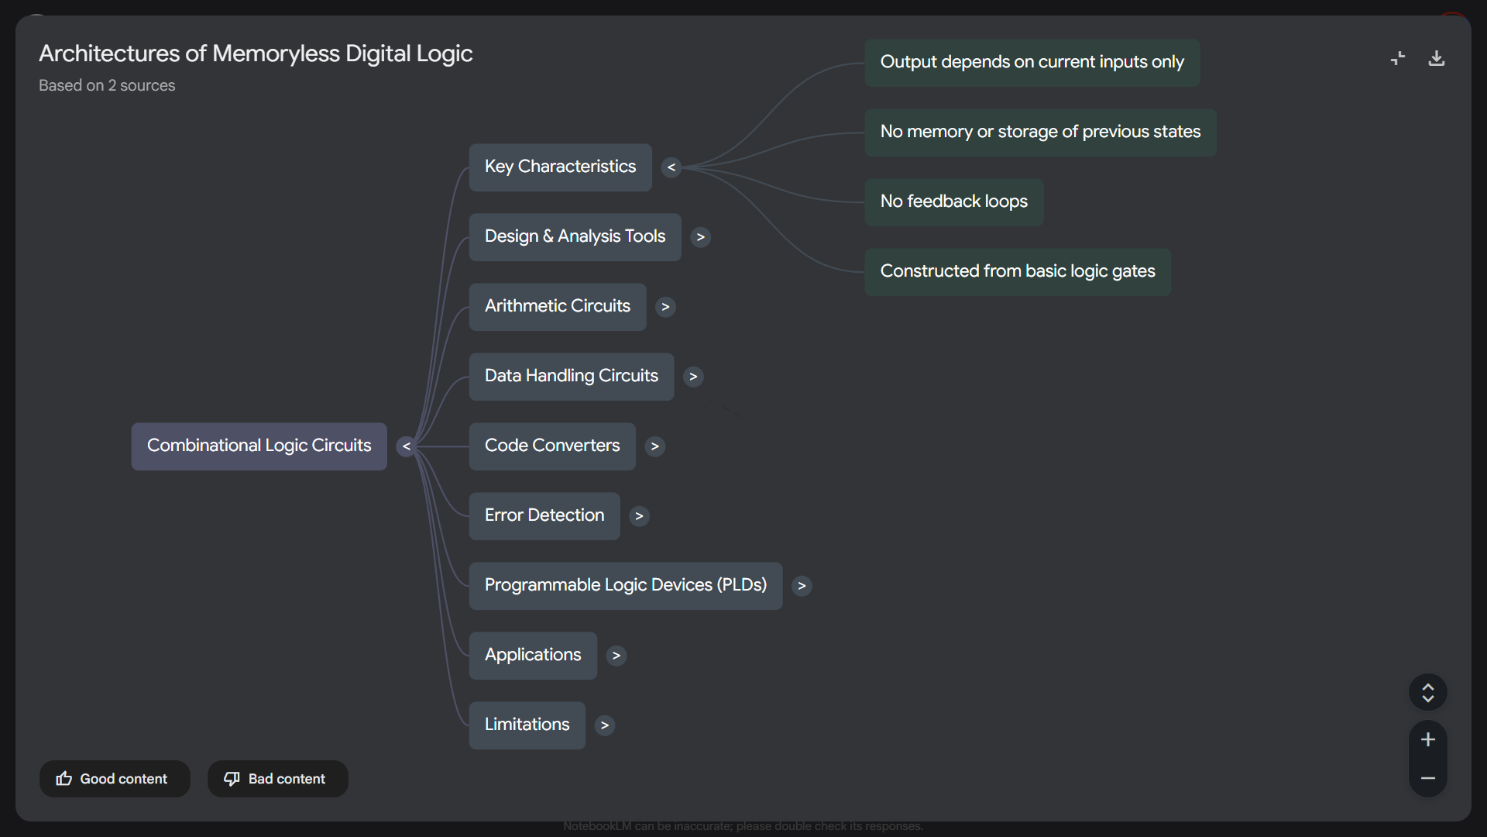 Architectures of Memoryless Digital Logic
Based on 2 sources
Combinational Logic Circuits
<
Key Characteristics
<
Output depends on current inputs only
No memory or storage of previous states
No feedback loops
Constructed from basic logic gates
Design & Analysis Tools
>
Arithmetic Circuits
>
Data Handling Circuits
>
Code Converters
>
Error Detection
>
Programmable Logic Devices (PLDs)
>
Applications
>
Limitations
>
Good content
Bad content
NotebookLM can be inaccurate; please double check its responses.